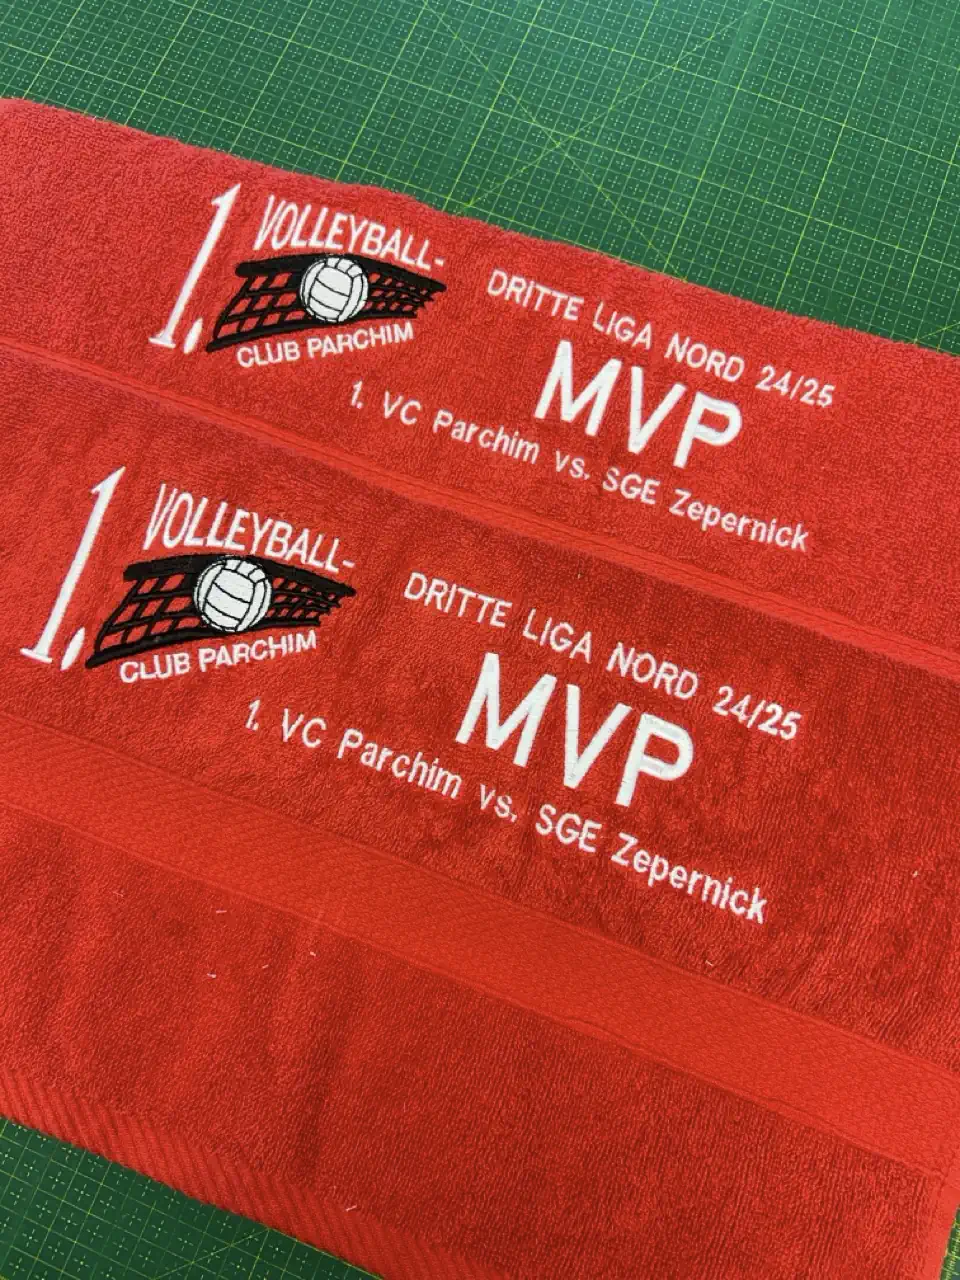 1. VOLLEYBALL-
CLUB PARCHIM
DRITTE LIGA NORD 24/25
MVP
1. VC Parchim vs. SGE Zepernick
1. VOLLEYBALL-
CLUB PARCHIM
DRITTE LIGA NORD 24/25
MVP
1. VC Parchim vs. SGE Zepernick